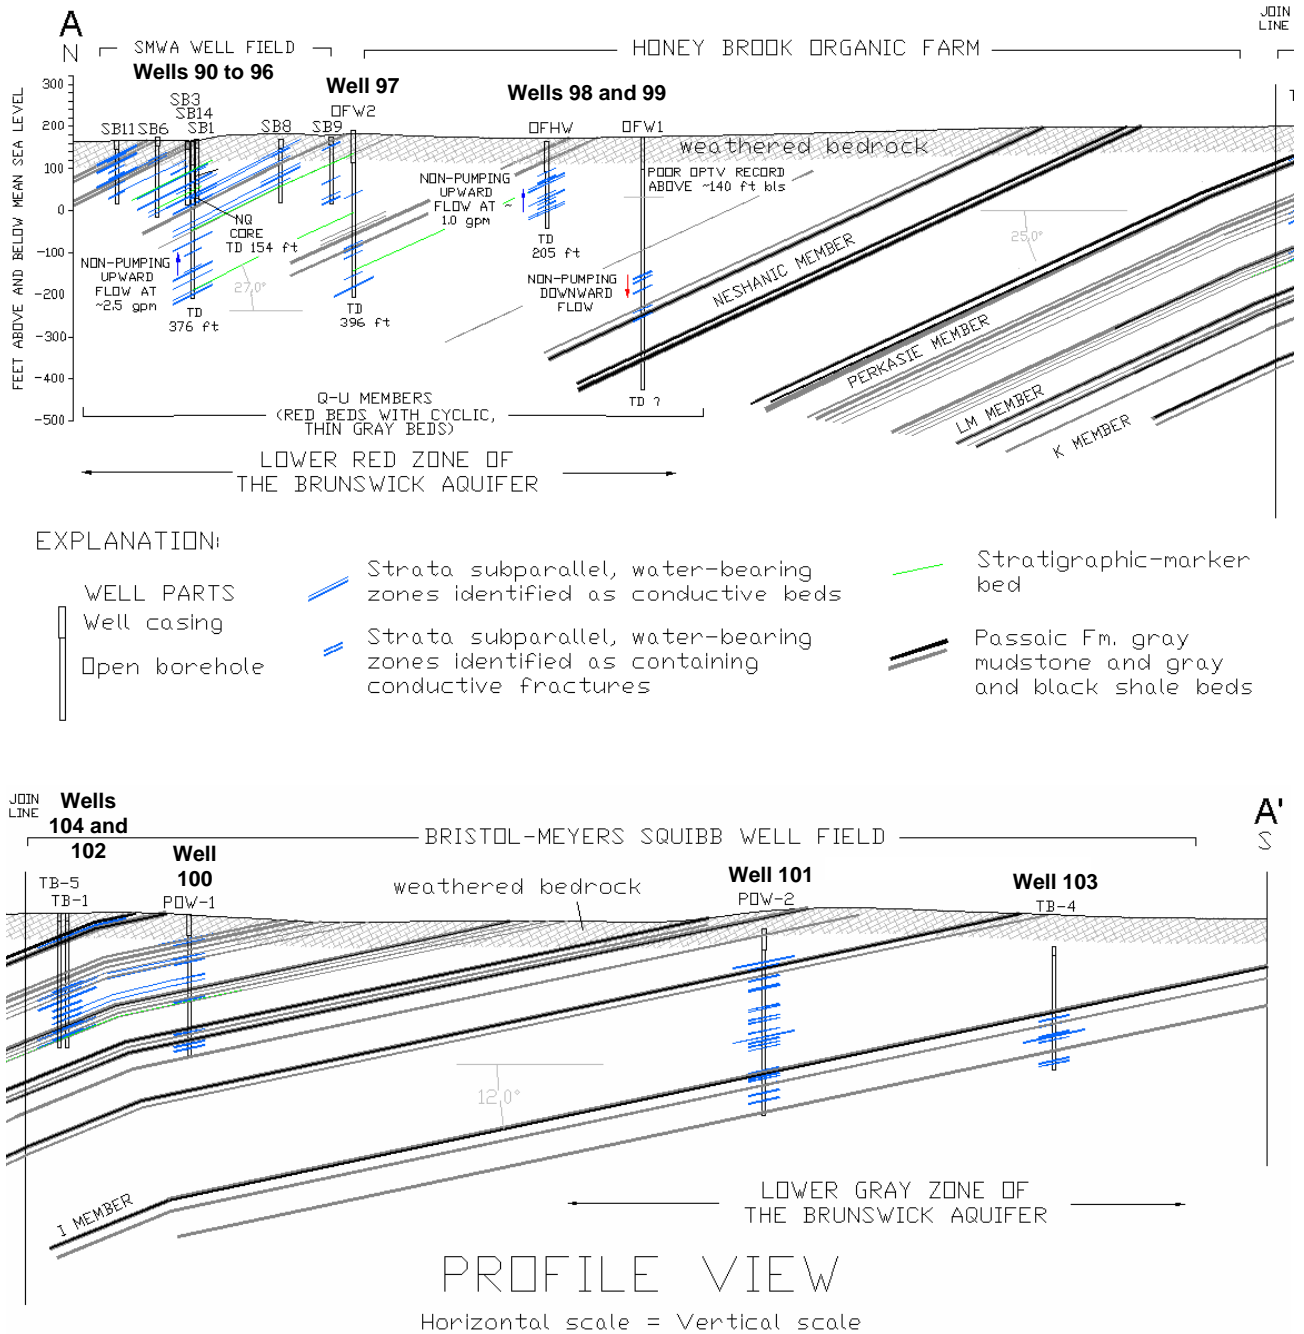 A
N
SMWA WELL FIELD
HONEY BROOK ORGANIC FARM
JOIN
LINE
Wells 90 to 96
Well 97
Wells 98 and 99
SB3
SB14
SB11 SB6 SB1 SB8 SB9
OFW2
OFHW
OFW1
T
FEET ABOVE AND BELOW MEAN SEA LEVEL
300
200
100
0
-100
-200
-300
-400
-500
weathered bedrock
POOR OPTV RECORD
ABOVE ~140 ft bls
NON-PUMPING
UPWARD
FLOW AT ~
1.0 gpm
NQ
CORE
TD 154 ft
TD
205 ft
NON-PUMPING
UPWARD
FLOW AT
~2.5 gpm
27.0°
25.0°
NON-PUMPING
DOWNWARD
FLOW
TD
376 ft
TD
396 ft
TD ?
NESHANIC MEMBER
PERKASIE MEMBER
LM MEMBER
K MEMBER
Q-U MEMBERS
(RED BEDS WITH CYCLIC,
THIN GRAY BEDS)
LOWER RED ZONE OF
THE BRUNSWICK AQUIFER
EXPLANATION:
WELL PARTS
Well casing
Open borehole
Strata subparallel, water-bearing
zones identified as conductive beds
Strata subparallel, water-bearing
zones identified as containing
conductive fractures
Stratigraphic-marker
bed
Passaic Fm. gray
mudstone and gray
and black shale beds
JOIN
LINE
Wells
104 and
102
A'
S
BRISTOL-MEYERS SQUIBB WELL FIELD
Well
100
Well 101
Well 103
TB-5
TB-1
POW-1
weathered bedrock
POW-2
TB-4
12.0°
I MEMBER
LOWER GRAY ZONE OF
THE BRUNSWICK AQUIFER
PROFILE VIEW
Horizontal scale = Vertical scale